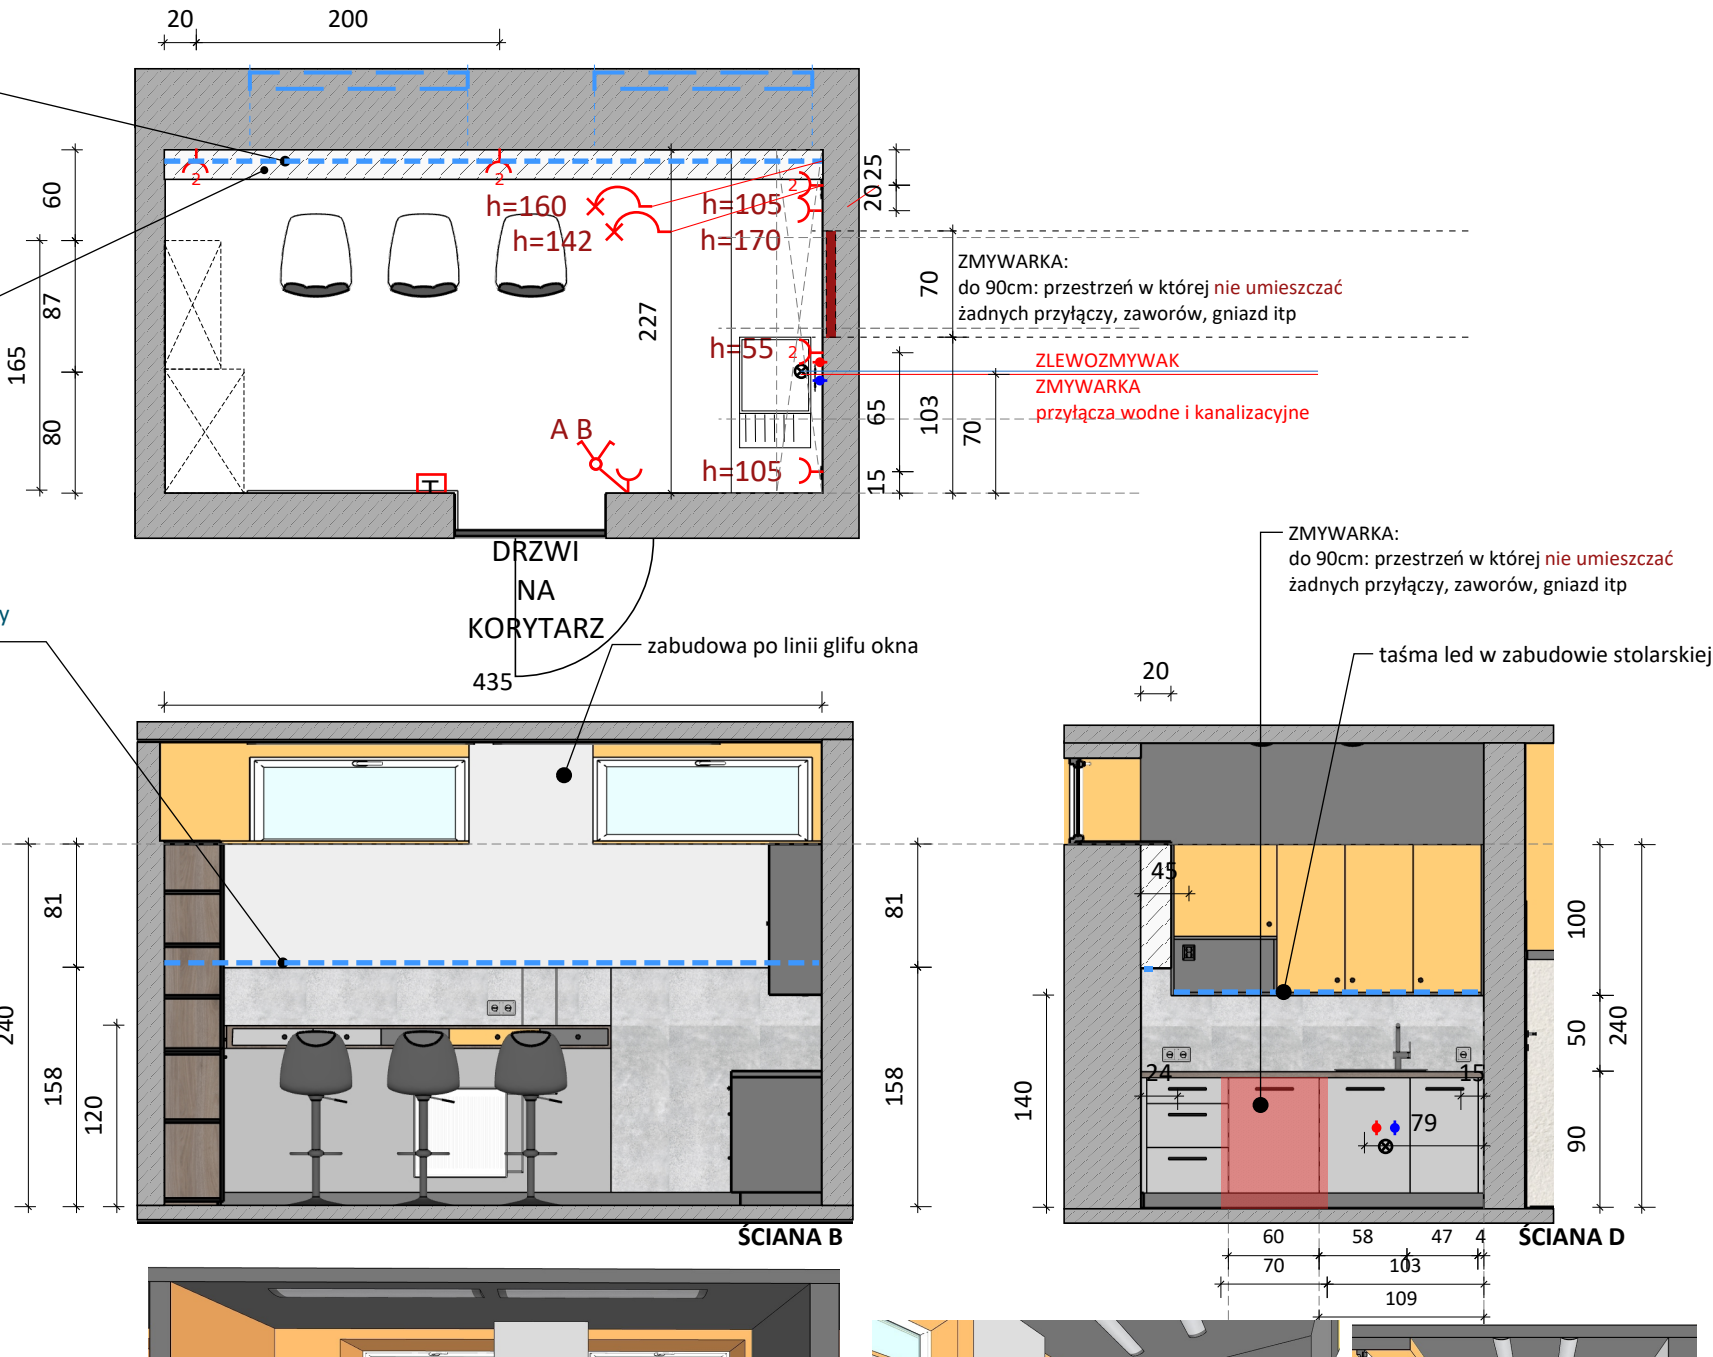 20
200
60
87
165
80
2
2
h=160
h=142
227
h=105
2
h=170
h=55
2
A B
h=105
T
25
20
70
103
65
70
15
ZMYWARKA:
do 90cm: przestrzeń w której nie umieszczać
żadnych przyłączy, zaworów, gniazd itp
ZLEWOZMYWAK
ZMYWARKA
przyłącza wodne i kanalizacyjne
DRZWI
NA
KORYTARZ
y
zabudowa po linii glifu okna
435
ZMYWARKA:
do 90cm: przestrzeń w której nie umieszczać
żadnych przyłączy, zaworów, gniazd itp
taśma led w zabudowie stolarskiej
20
240
81
158
120
81
158
ŚCIANA B
45
24
15
79
140
100
50
240
90
60
58
47
4
ŚCIANA D
70
103
109